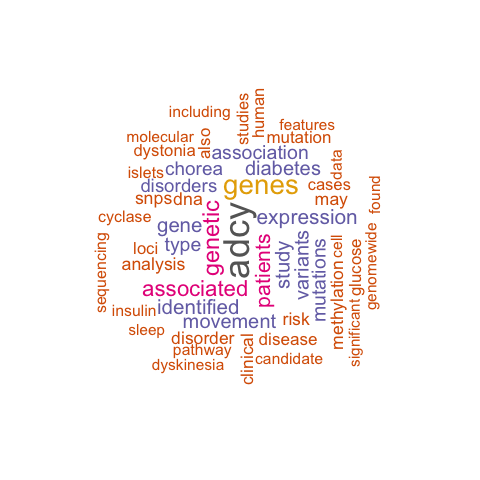 including
studies
human
features
molecular
also
mutation
dystonia
association
data
islets
chorea
diabetes
disorders
genes
cases
found
snps
dna
may
cyclase
gene
genetic
adcy
expression
loci
type
patients
study
variants
mutations
methylation
cell
glucose
genomewide
sequencing
analysis
associated
insulin
identified
risk
significant
sleep
movement
disorder
disease
pathway
clinical
candidate
dyskinesia